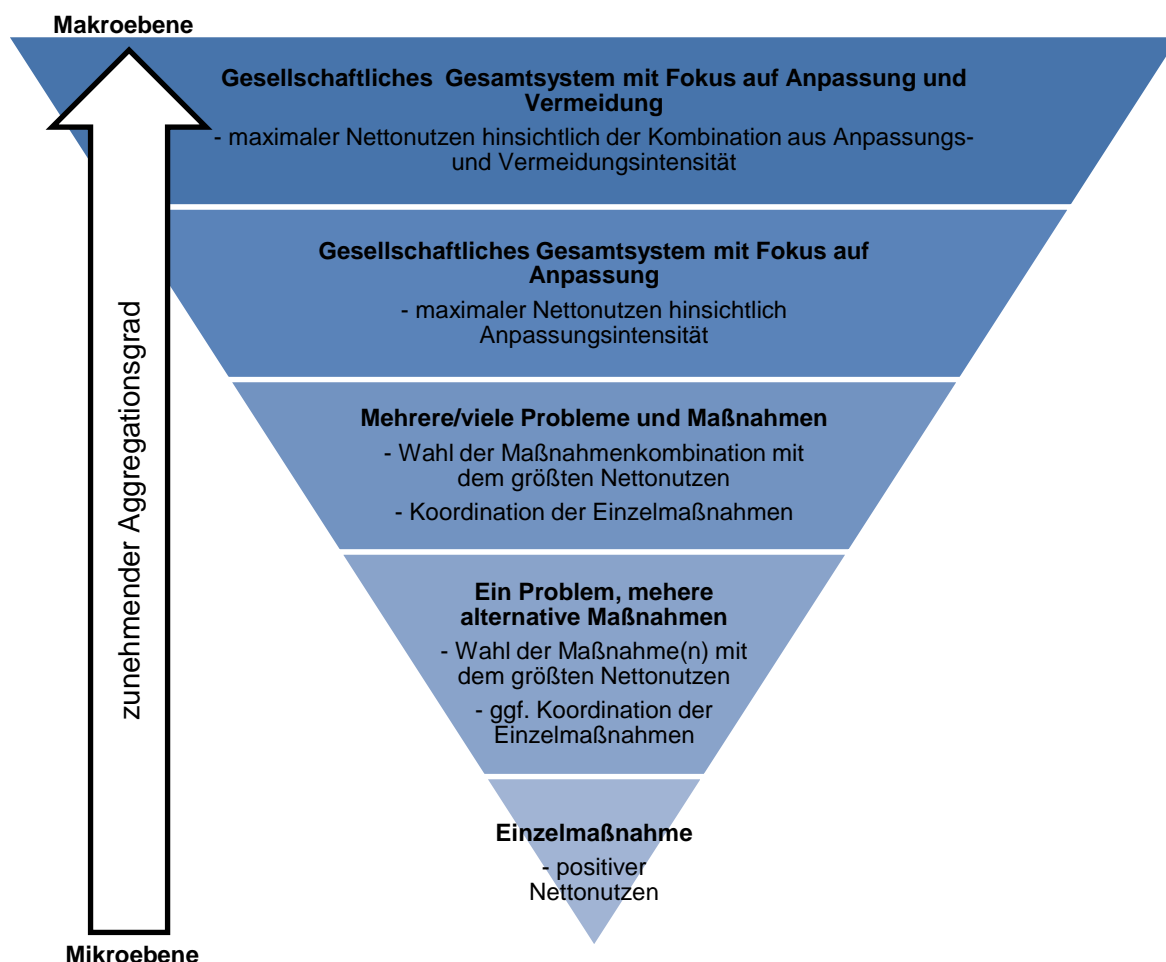 Makroebene
Gesellschaftliches Gesamtsystem mit Fokus auf Anpassung und
Vermeidung
- maximaler Nettonutzen hinsichtlich der Kombination aus Anpassungs-
und Vermeidungsintensität
Gesellschaftliches Gesamtsystem mit Fokus auf
Anpassung
- maximaler Nettonutzen hinsichtlich
Anpassungsintensität
Mehrere/viele Probleme und Maßnahmen
- Wahl der Maßnahmenkombination mit
dem größten Nettonutzen
- Koordination der Einzelmaßnahmen
Ein Problem, mehere
alternative Maßnahmen
- Wahl der Maßnahme(n) mit
dem größten Nettonutzen
- ggf. Koordination der
Einzelmaßnahmen
Einzelmaßnahme
- positiver
Nettonutzen
zunehmender Aggregationsgrad
Mikroebene